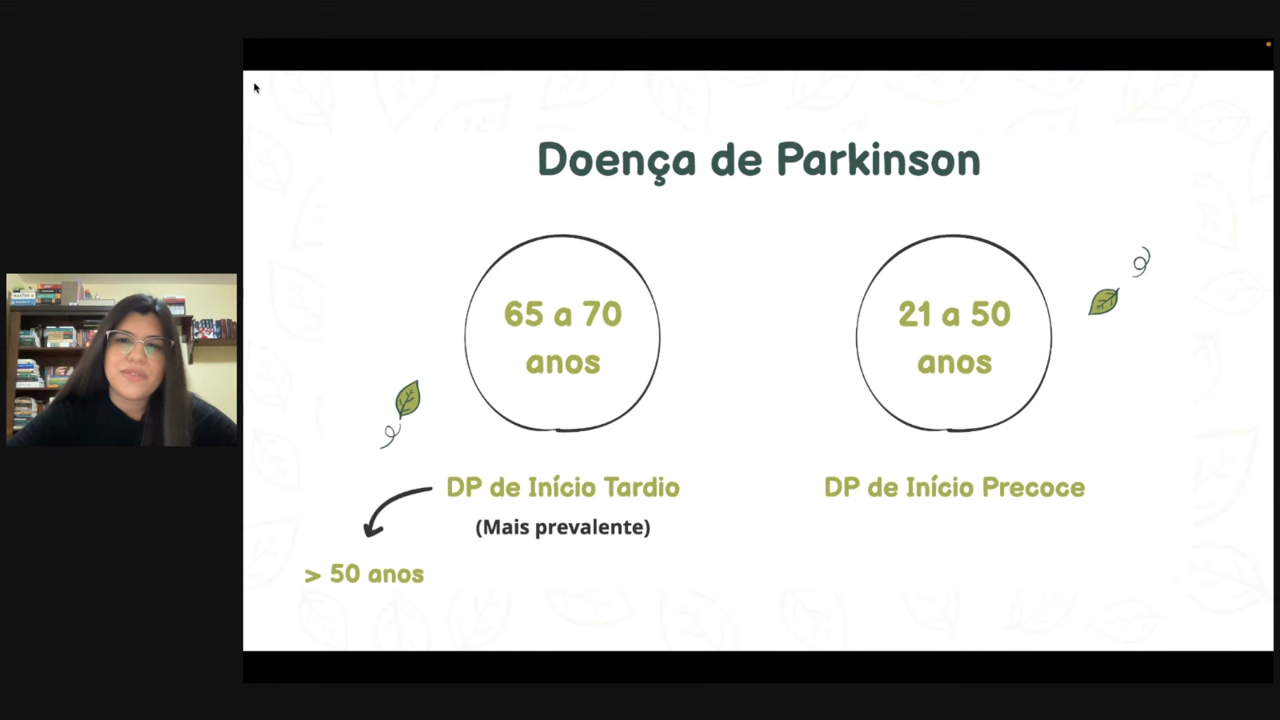 Doença de Parkinson
65 a 70
anos
21 a 50
anos
DP de Início Tardio
(Mais prevalente)
> 50 anos
DP de Início Precoce